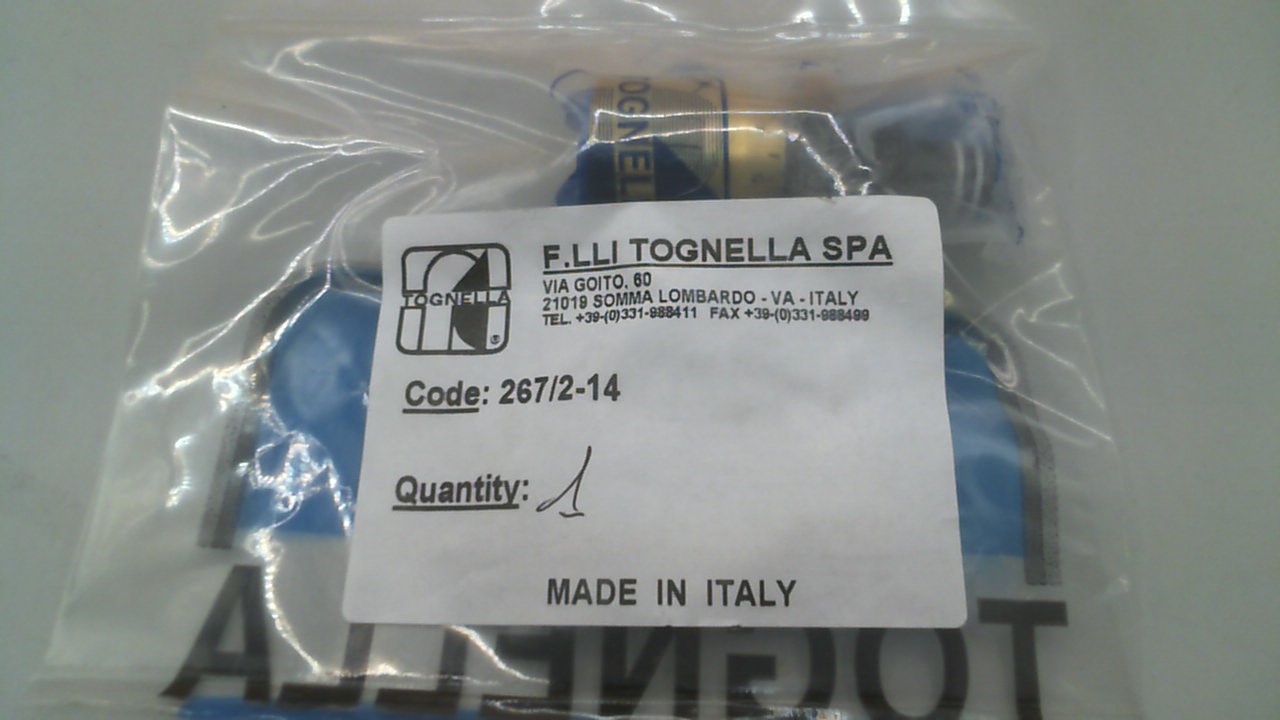 OGNEL
F.LLI TOGNELLA SPA
VIA GOITO, 60
21019 SOMMA LOMBARDO - VA - ITALY
TEL. +39-(0)331-988411 FAX +39-(0)331-988499
TOGNELLA
®
Code: 267/2-14
Quantity: 1
MADE IN ITALY
TOGNELLA